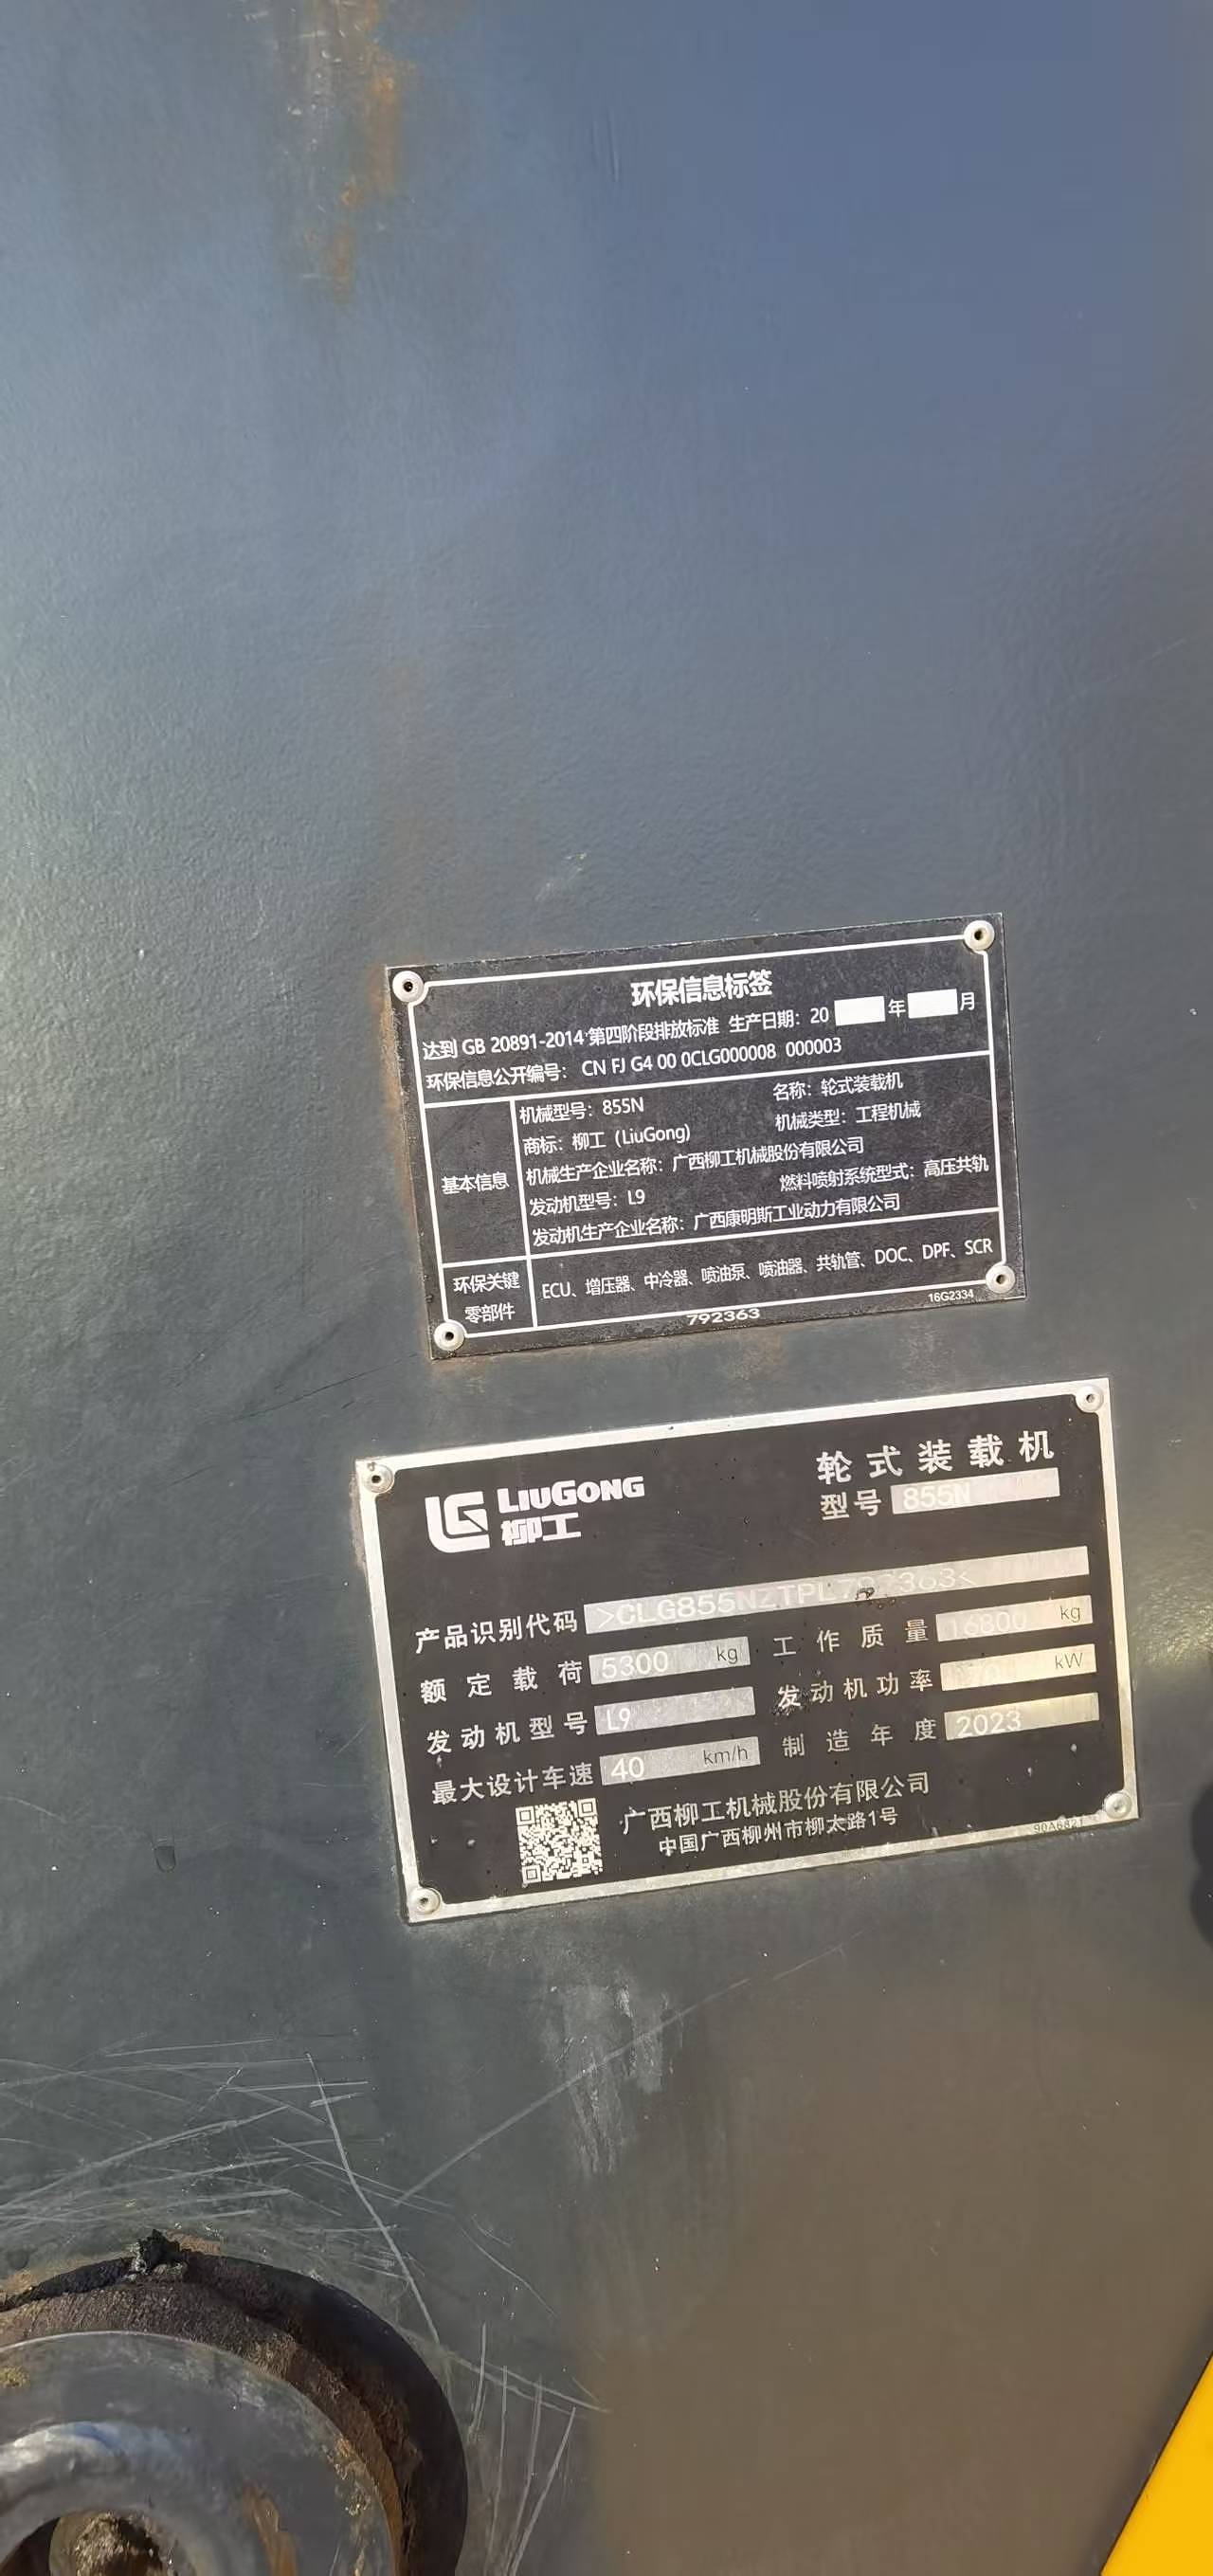 环保信息标签
达到 GB 20891-2014 第四阶段排放标准 生产日期：20 年 月
环保信息公开编号： CN FJ G4 00 0CLG000008 000003
基本信息
机械型号：855N 名称：轮式装载机
商标：柳工（LiuGong) 机械类型：工程机械
机械生产企业名称：广西柳工机械股份有限公司
发动机型号：L9 燃料喷射系统型式：高压共轨
发动机生产企业名称：广西康明斯工业动力有限公司
环保关键
零部件
ECU、增压器、中冷器、喷油泵、喷油器、共轨管、DOC、DPF、SCR
792363 16G2334
LIUGONG
柳工
轮式装载机
型号 855N
产品识别代码
额定载荷 5300 kg 工作质量 16800 kg
发动机型号 L9 发动机功率 kW
最大设计车速 40 km/h 制造年度 2023
广西柳工机械股份有限公司
中国广西柳州市柳太路1号